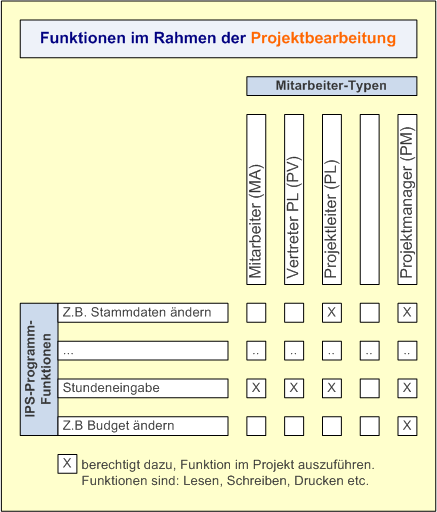 Funktionen im Rahmen der Projektbearbeitung
Mitarbeiter-Typen
Mitarbeiter (MA)
Vertreter PL (PV)
Projektleiter (PL)
Projektmanager (PM)
IPS-Programm-
Funktionen
Z.B. Stammdaten ändern X X
... .. .. .. .. ..
Stundeneingabe X X X X
Z.B Budget ändern X
X berechtigt dazu, Funktion im Projekt auszuführen.
Funktionen sind: Lesen, Schreiben, Drucken etc.